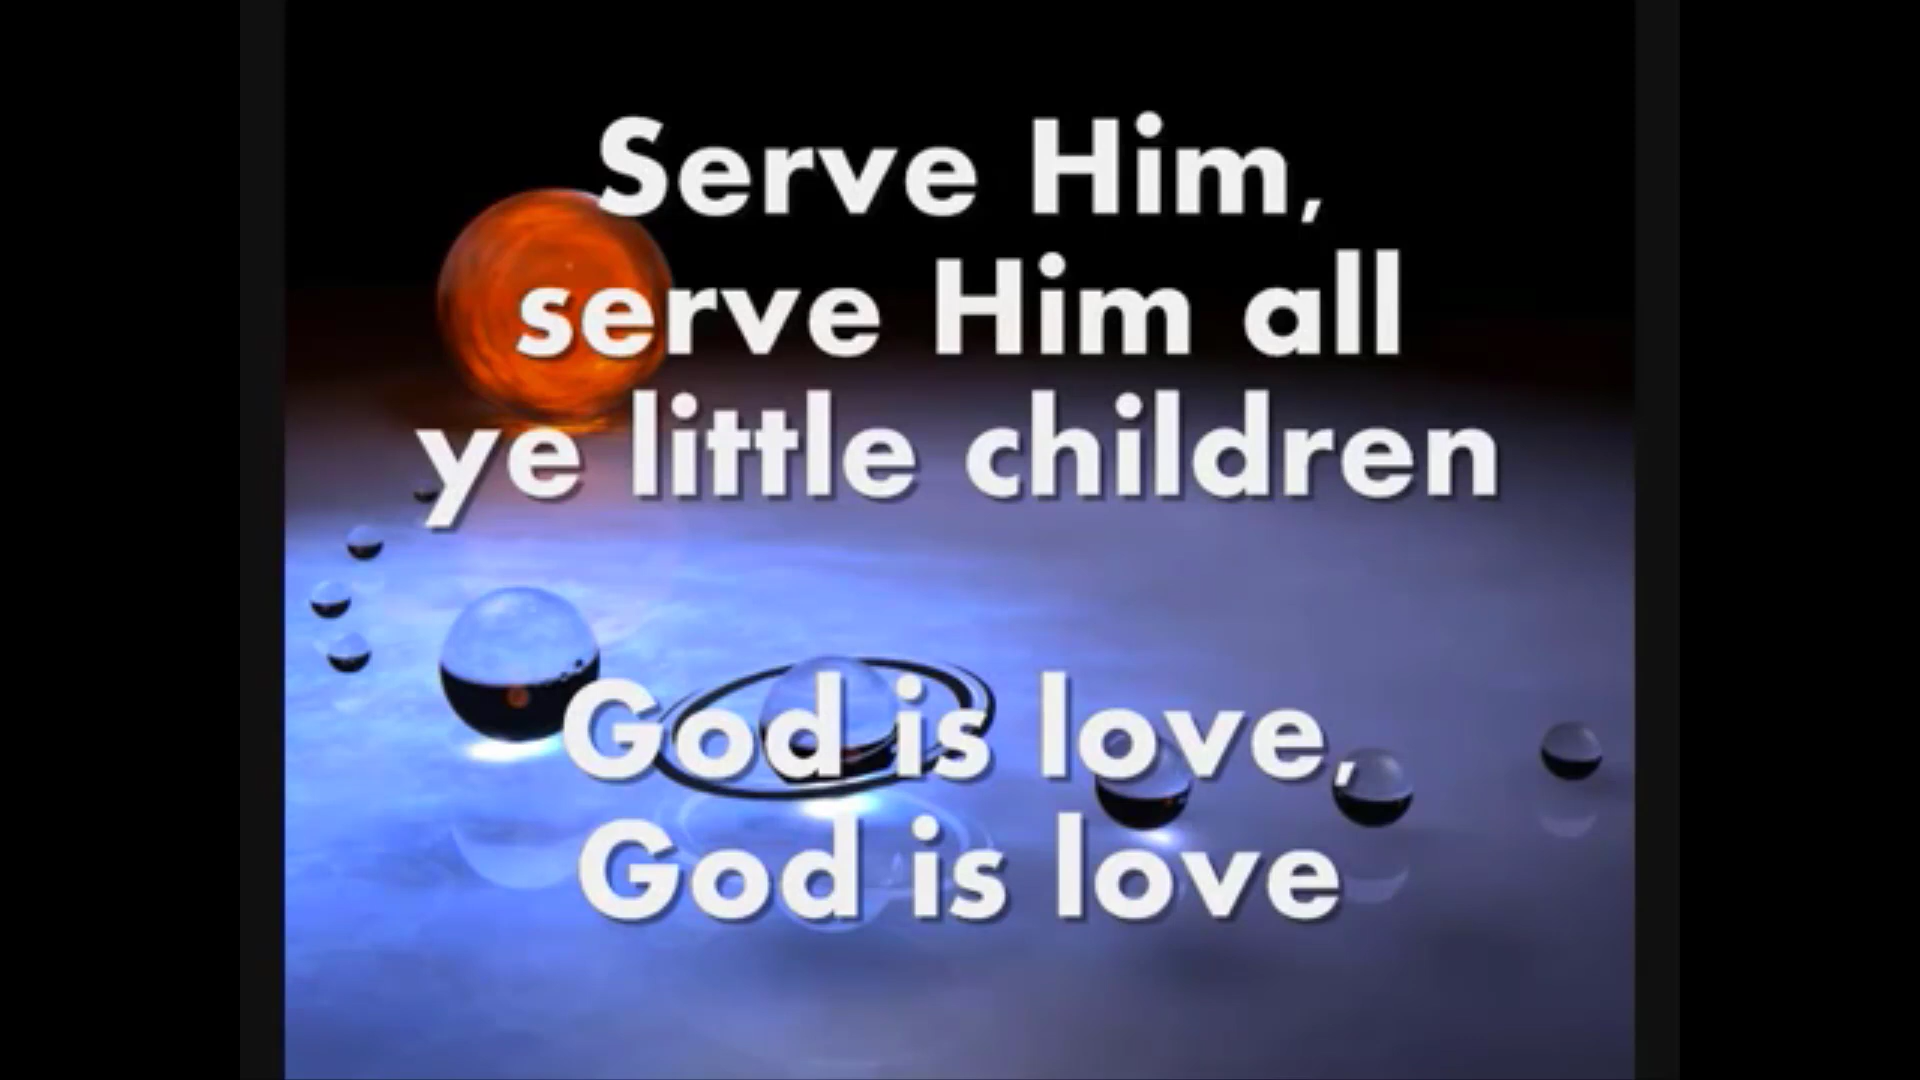 Serve Him,
serve Him all
ye little children
God is love,
God is love